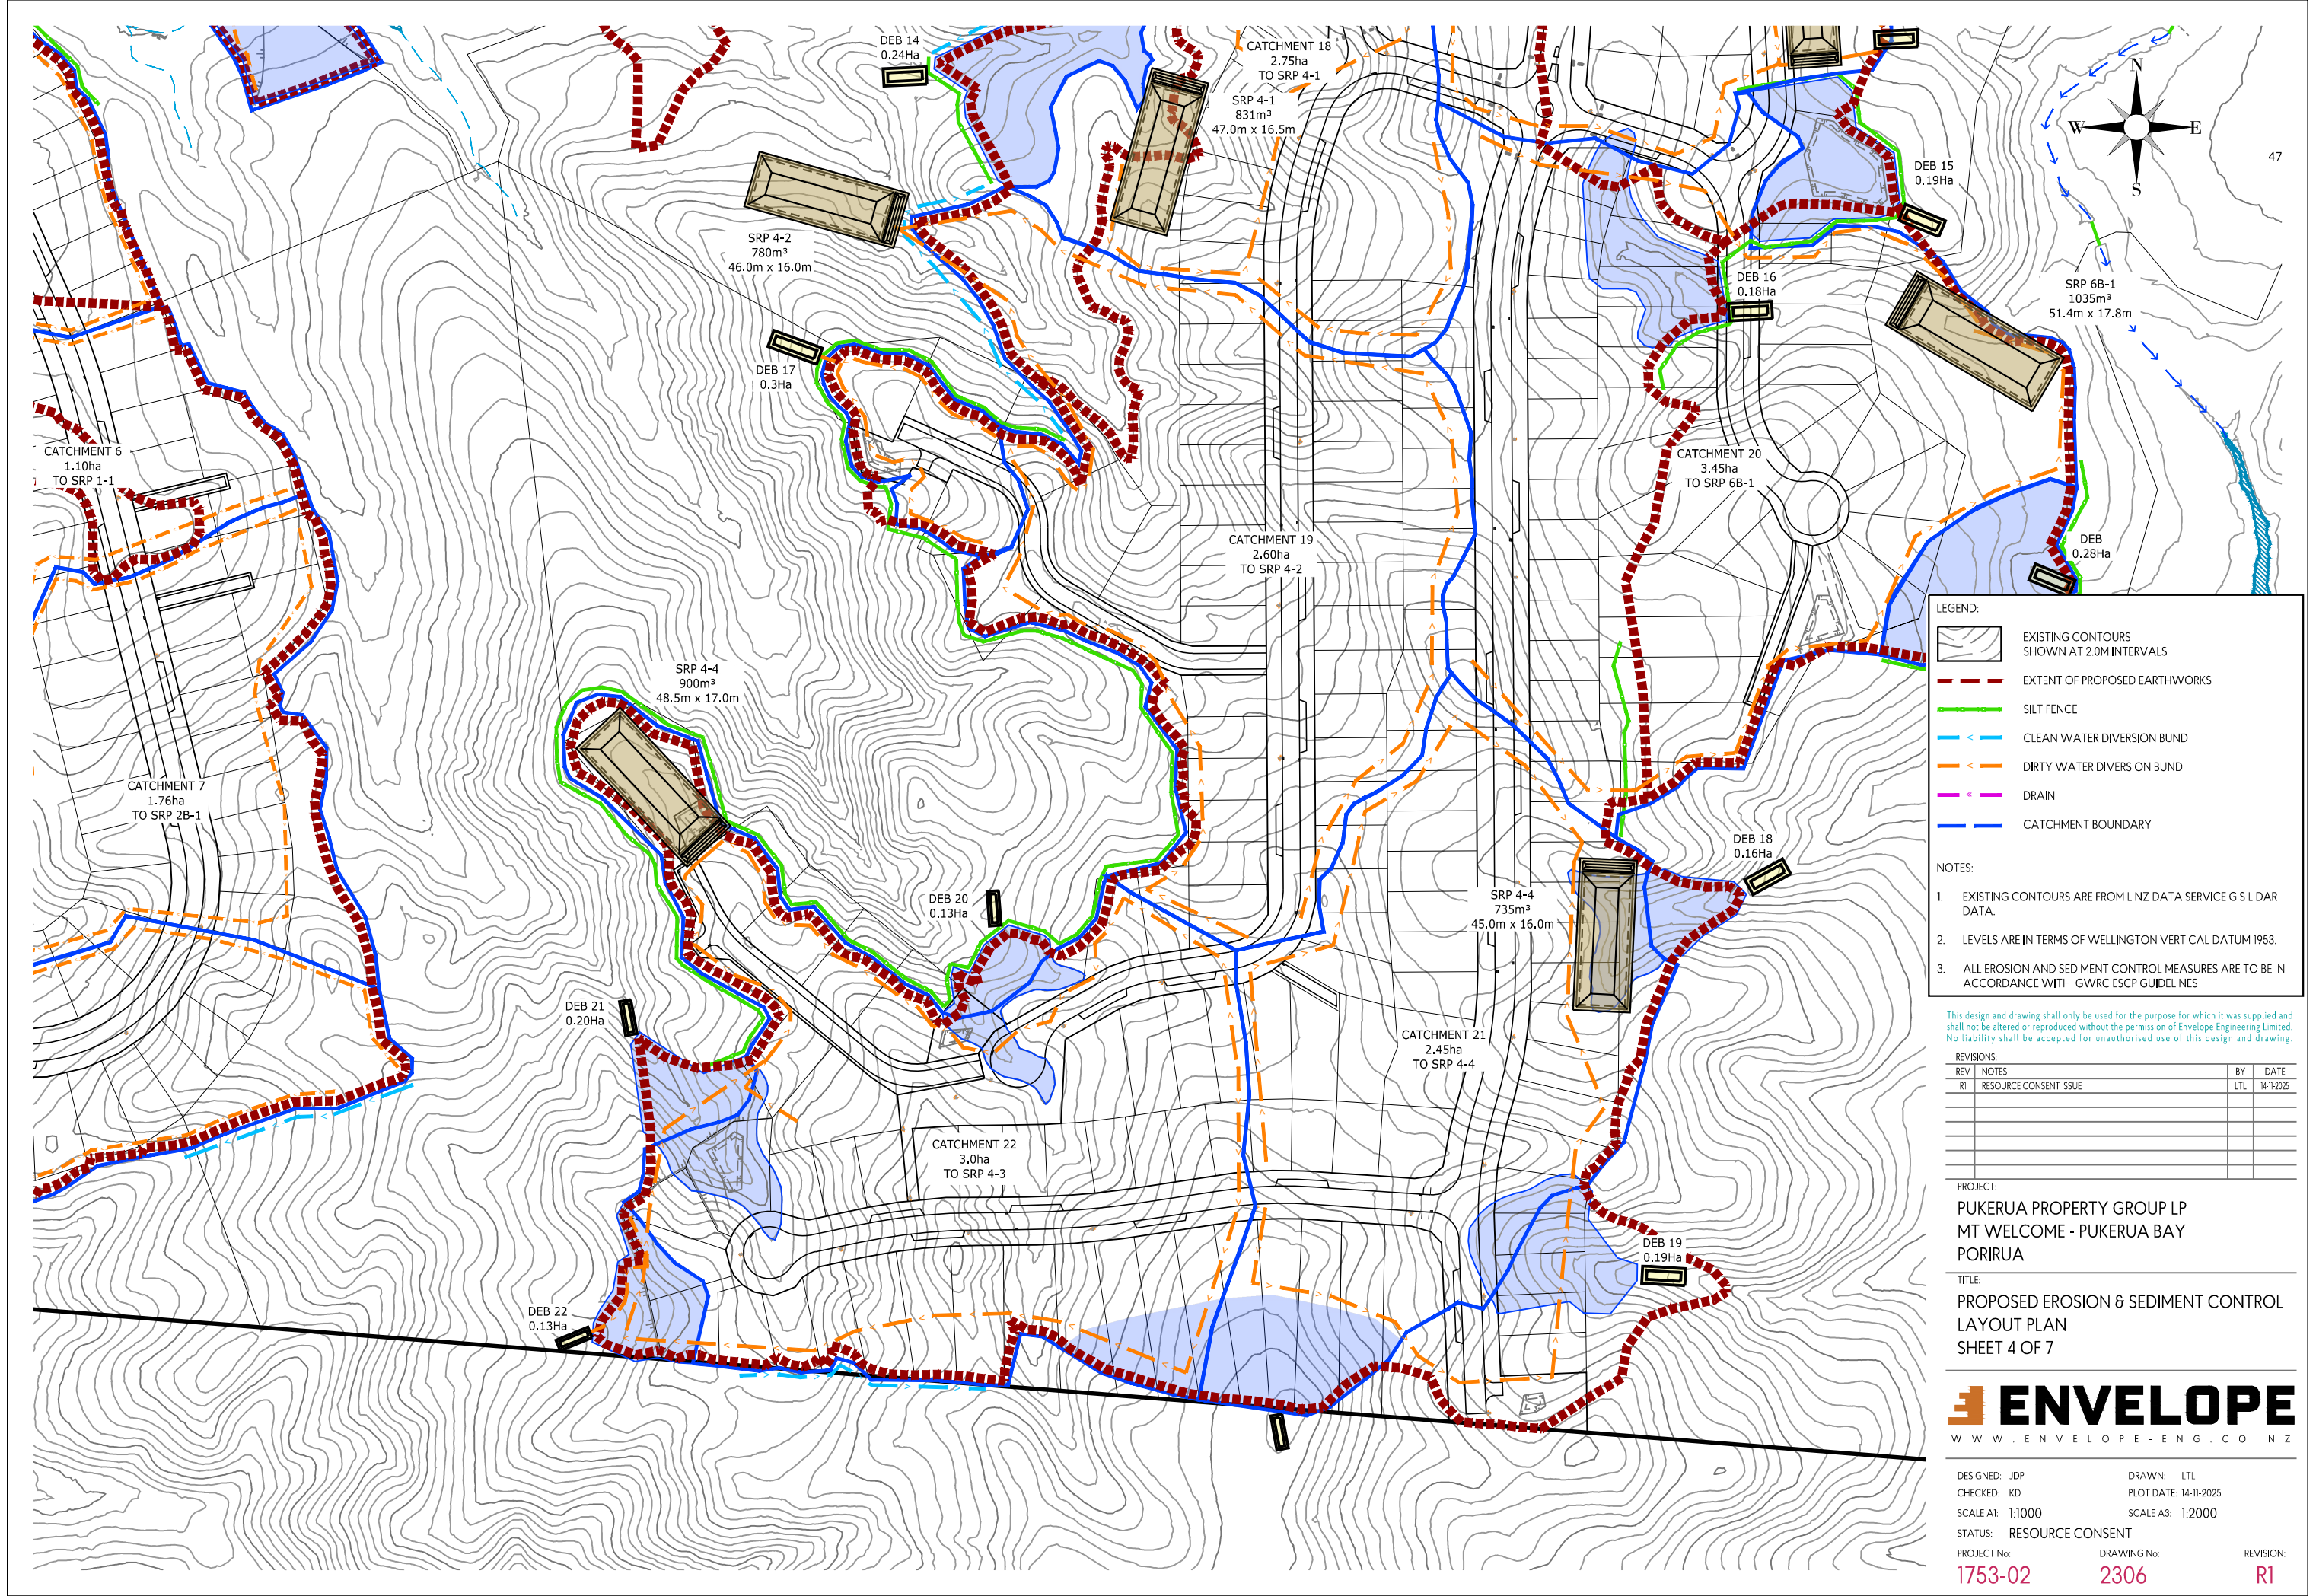 DEB 14
0.24Ha
CATCHMENT 18
2.75ha
TO SRP 4-1
SRP 4-1
831m³
47.0m x 16.5m
N
W
E
S
47
DEB 15
0.19Ha
SRP 4-2
780m³
46.0m x 16.0m
DEB 16
0.18Ha
SRP 6B-1
1035m³
51.4m x 17.8m
DEB 17
0.3Ha
CATCHMENT 6
1.10ha
TO SRP 1-1
CATCHMENT 20
3.45ha
TO SRP 6B-1
CATCHMENT 19
2.60ha
TO SRP 4-2
DEB
0.28Ha
SRP 4-4
900m³
48.5m x 17.0m
CATCHMENT 7
1.76ha
TO SRP 2B-1
DEB 18
0.16Ha
DEB 20
0.13Ha
SRP 4-4
735m³
45.0m x 16.0m
DEB 21
0.20Ha
CATCHMENT 21
2.45ha
TO SRP 4-4
CATCHMENT 22
3.0ha
TO SRP 4-3
DEB 19
0.19Ha
DEB 22
0.13Ha
LEGEND:
EXISTING CONTOURS
SHOWN AT 2.0M INTERVALS
EXTENT OF PROPOSED EARTHWORKS
SILT FENCE
CLEAN WATER DIVERSION BUND
DIRTY WATER DIVERSION BUND
DRAIN
CATCHMENT BOUNDARY
NOTES:
1. EXISTING CONTOURS ARE FROM LINZ DATA SERVICE GIS LIDAR
DATA.
2. LEVELS ARE IN TERMS OF WELLINGTON VERTICAL DATUM 1953.
3. ALL EROSION AND SEDIMENT CONTROL MEASURES ARE TO BE IN
ACCORDANCE WITH GWRC ESCP GUIDELINES
This design and drawing shall only be used for the purpose for which it was supplied and
shall not be altered or reproduced without the permission of Envelope Engineering Limited.
No liability shall be accepted for unauthorised use of this design and drawing.
REVISIONS:
REV NOTES BY DATE
R1 RESOURCE CONSENT ISSUE LTL 14-11-2025
PROJECT:
PUKERUA PROPERTY GROUP LP
MT WELCOME - PUKERUA BAY
PORIRUA
TITLE:
PROPOSED EROSION & SEDIMENT CONTROL
LAYOUT PLAN
SHEET 4 OF 7
ENVELOPE
WWW.ENVELOPE-ENG.CO.NZ
DESIGNED: JDP DRAWN: LTL
CHECKED: KD PLOT DATE: 14-11-2025
SCALE A1: 1:1000 SCALE A3: 1:2000
STATUS: RESOURCE CONSENT
PROJECT No: DRAWING No: REVISION:
1753-02 2306 R1